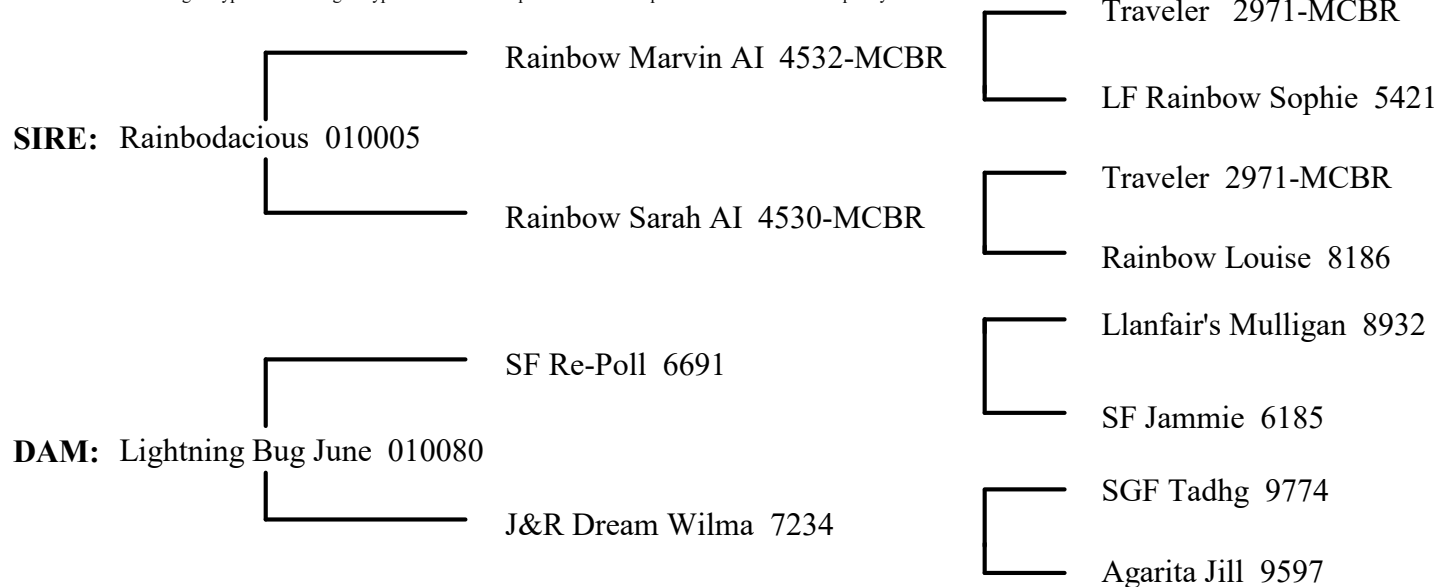 Traveler 2971-MCBR
Rainbow Marvin AI 4532-MCBR
LF Rainbow Sophie 5421
SIRE: Rainbodacious 010005
Traveler 2971-MCBR
Rainbow Sarah AI 4530-MCBR
Rainbow Louise 8186
Llanfair's Mulligan 8932
SF Re-Poll 6691
SF Jammie 6185
DAM: Lightning Bug June 010080
SGF Tadhg 9774
J&R Dream Wilma 7234
Agarita Jill 9597